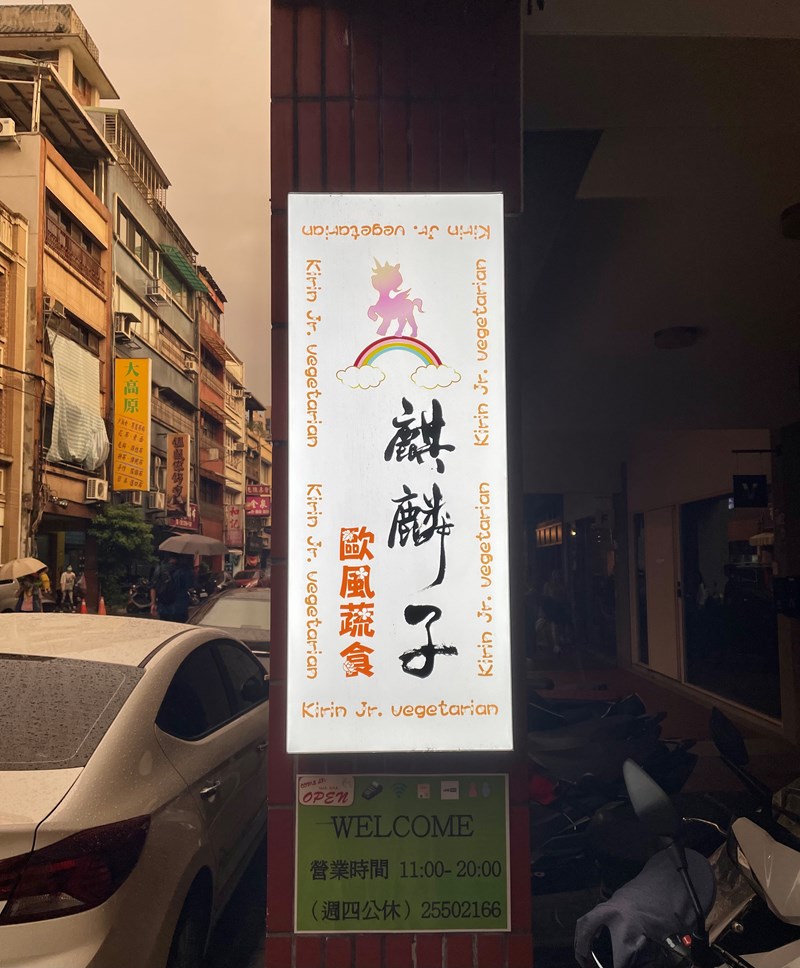 Kirin Jr. vegetarian
Kirin Jr. vegetarian
Kirin Jr. vegetarian
Kirin Jr. vegetarian
Kirin Jr. vegetarian
麒麟子
歐風蔬食
Kirin Jr. vegetarian
OPEN
WELCOME
營業時間 11:00-20:00
(週四公休) 25502166
大高原